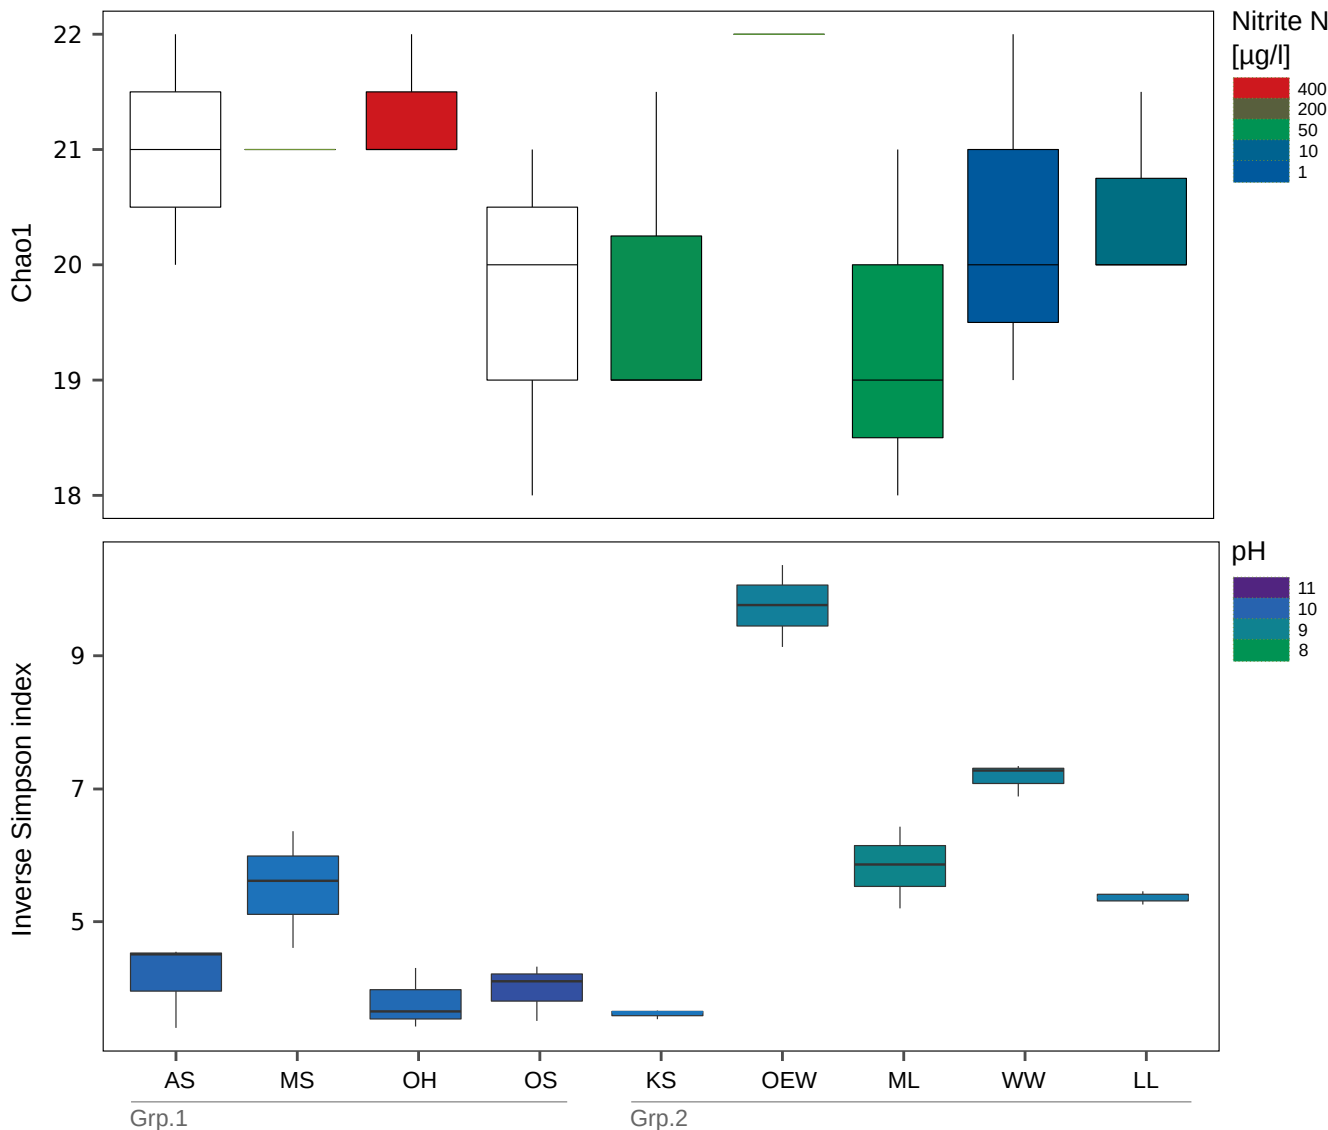 Nitrite N
[µg/l]
400
200
50
10
1
22
21
20
19
18
Chao1
pH
11
10
9
8
9
7
5
Inverse Simpson index
AS MS OH OS KS OEW ML WW LL
Grp.1 Grp.2